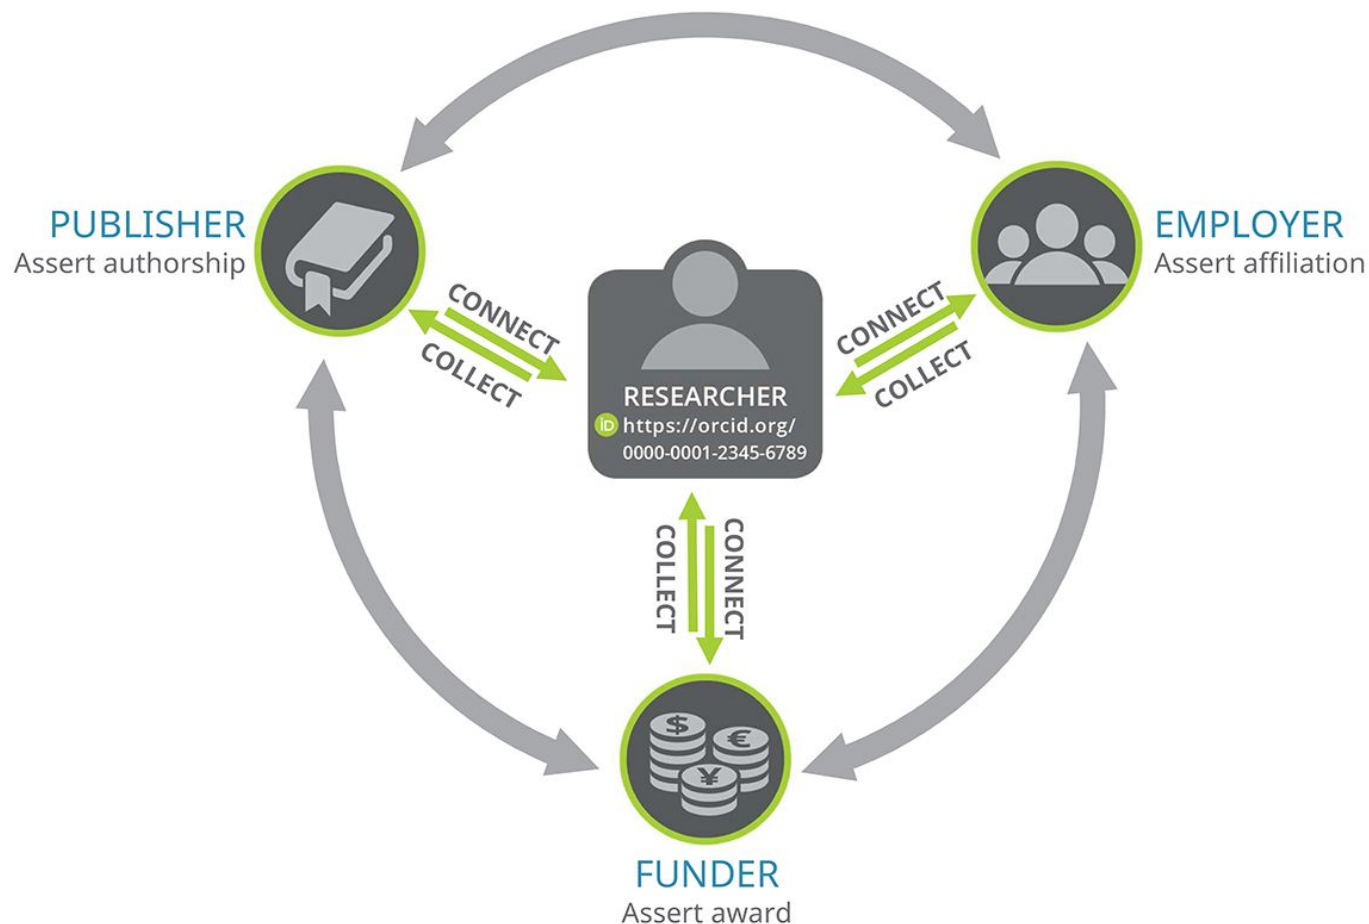 PUBLISHER
Assert authorship
EMPLOYER
Assert affiliation
CONNECT
COLLECT
CONNECT
COLLECT
RESEARCHER
iD https://orcid.org/
0000-0001-2345-6789
COLLECT
CONNECT
$
€
¥
FUNDER
Assert award